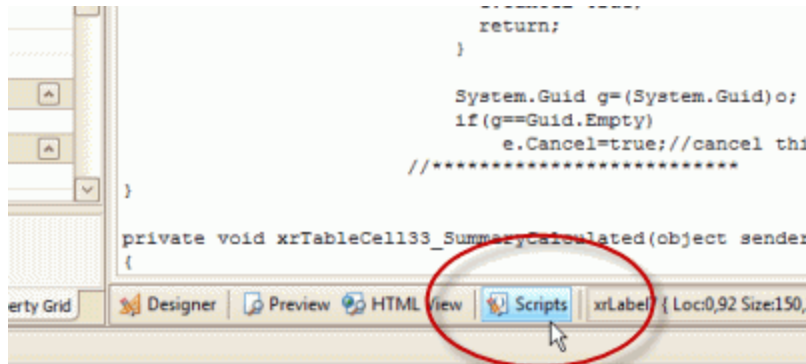 return;
}
System.Guid g=(System.Guid)o;
if(g==Guid.Empty)
e.Cancel=true;//cancel thi
//***************************
}
private void xrTableCell33_SummaryCalculated(object sender
{
erty Grid Designer Preview HTML View Scripts xrLabel7 { Loc:0,92 Size:150,